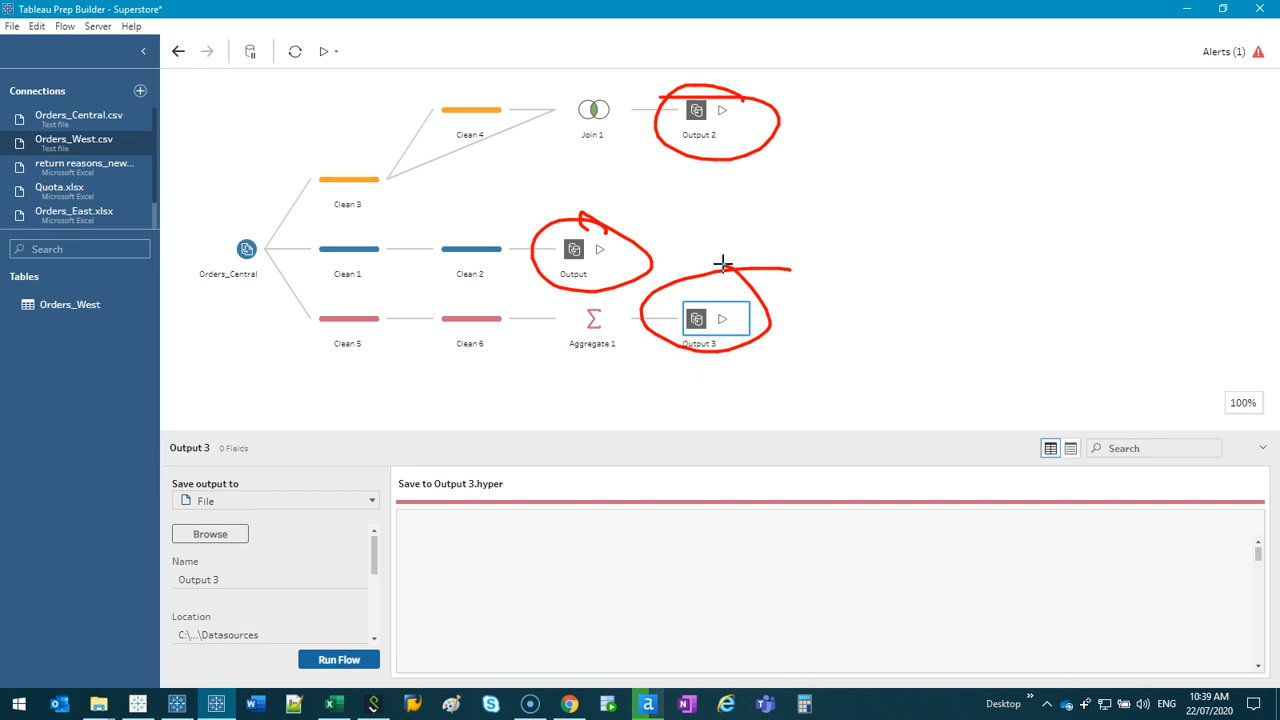 Tableau Prep Builder - Superstore*
File Edit Flow Server Help
Alerts (1)
Connections
Orders_Central.csv
Text file
Orders_West.csv
Text file
return reasons_new...
Microsoft Excel
Quota.xlsx
Microsoft Excel
Orders_East.xlsx
Microsoft Excel
Search
Tables
Orders_West
Clean 4
Join 1
Output 2
Clean 3
Orders_Central
Clean 1
Clean 2
Output
Clean 5
Clean 6
Aggregate 1
Output 3
100%
Output 3 0 Fields
Search
Save output to
File
Browse
Name
Output 3
Location
C:\...\Datasources
Run Flow
Save to Output 3.hyper
Desktop
ENG
10:39 AM
22/07/2020